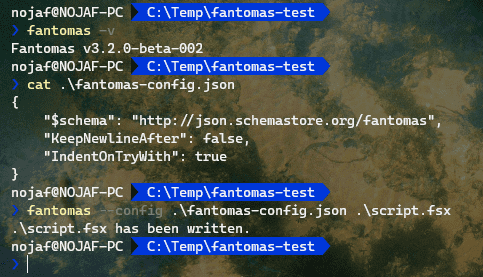 nojaf@NOJAF-PC C:\Temp\fantomas-test
❯ fantomas -v
Fantomas v3.2.0-beta-002
nojaf@NOJAF-PC C:\Temp\fantomas-test
❯ cat .\fantomas-config.json
{
    "$schema": "http://json.schemastore.org/fantomas",
    "KeepNewlineAfter": false,
    "IndentOnTryWith": true
}
nojaf@NOJAF-PC C:\Temp\fantomas-test
❯ fantomas --config .\fantomas-config.json .\script.fsx
.\script.fsx has been written.
nojaf@NOJAF-PC C:\Temp\fantomas-test
❯